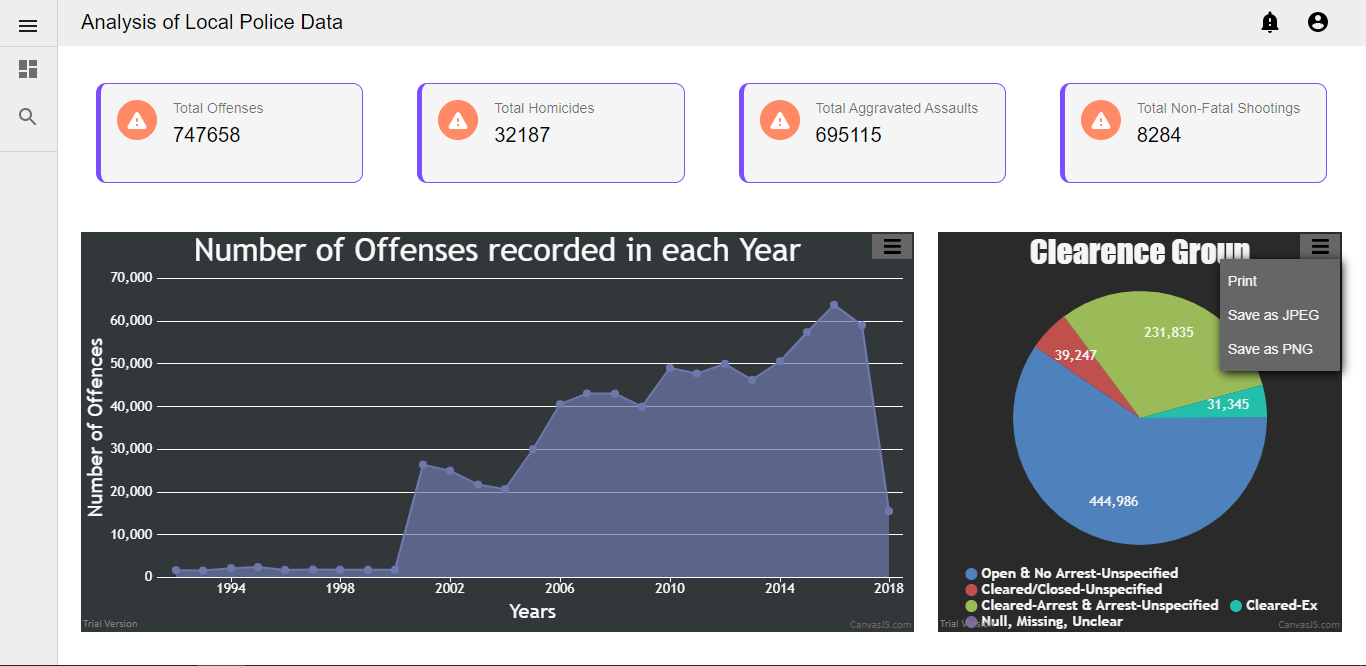 Analysis of Local Police Data
Total Offenses
747658
Total Homicides
32187
Total Aggravated Assaults
695115
Total Non-Fatal Shootings
8284
Number of Offenses recorded in each Year
Number of Offences
70,000
60,000
50,000
40,000
30,000
20,000
10,000
0
1994 1998 2002 2006 2010 2014 2018
Years
Trial Version
CanvasJS.com
Clearence Group
Print
Save as JPEG
Save as PNG
231,835
39,247
31,345
444,986
Open & No Arrest-Unspecified
Cleared/Closed-Unspecified
Cleared-Arrest & Arrest-Unspecified Cleared-Ex
Null, Missing, Unclear
Trial Version
CanvasJS.com